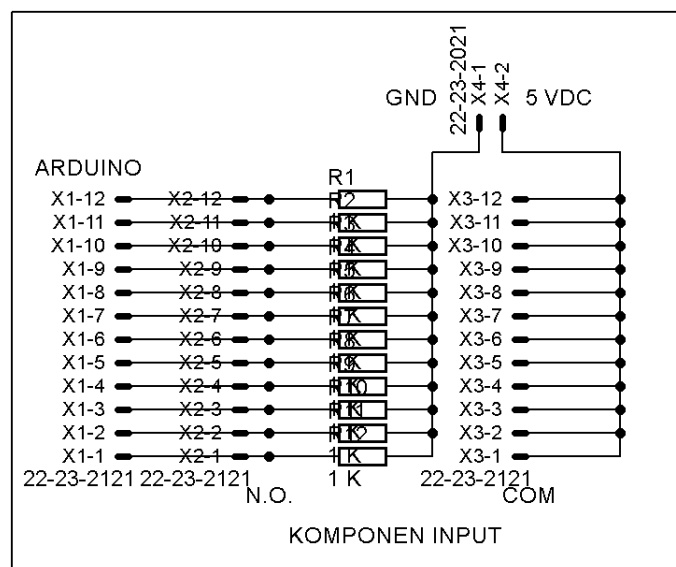 22-23-2021
X4-1
X4-2
GND
5 VDC
ARDUINO
R1
X1-12 X2-12 R2 X3-12
X1-11 X2-11 X3-11
X1-10 X2-10 X3-10
X1-9 X2-9 X3-9
X1-8 X2-8 X3-8
X1-7 X2-7 X3-7
X1-6 X2-6 X3-6
X1-5 X2-5 X3-5
X1-4 X2-4 X3-4
X1-3 X2-3 X3-3
X1-2 X2-2 X3-2
X1-1 X2-1 1 K X3-1
22-23-2121 22-23-2121 1 K 22-23-2121
N.O. COM
KOMPONEN INPUT